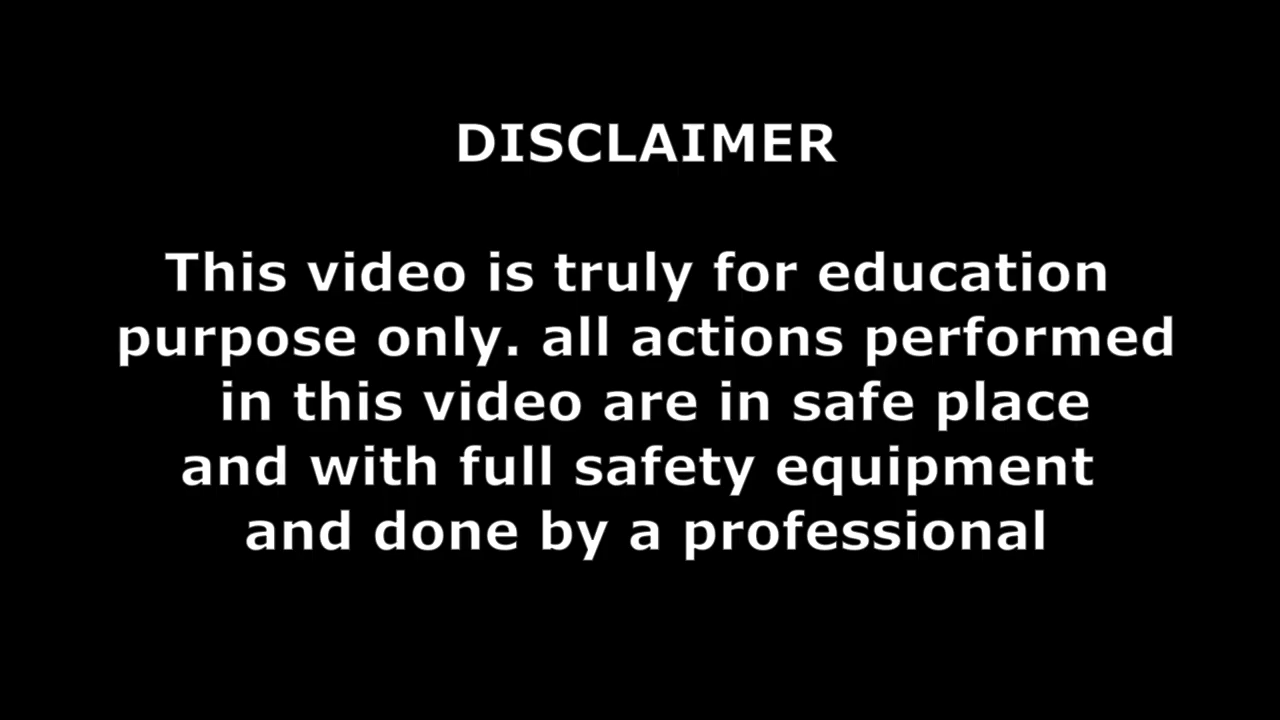 DISCLAIMER
This video is truly for education
purpose only. all actions performed
in this video are in safe place
and with full safety equipment
and done by a professional